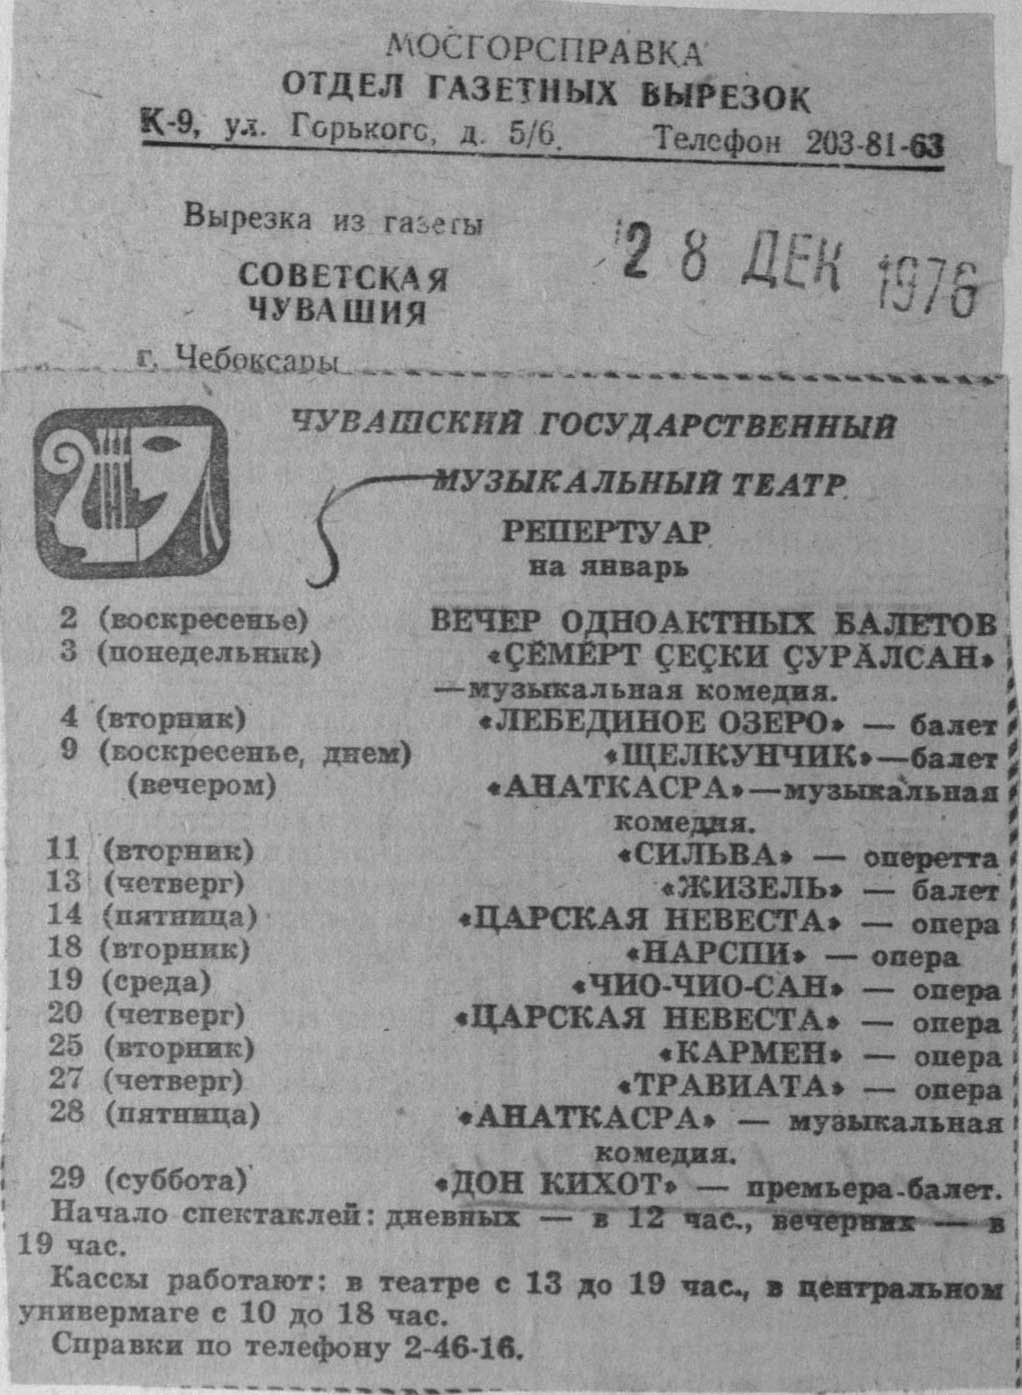 МОСГОРСПРАВКА
ОТДЕЛ ГАЗЕТНЫХ ВЫРЕЗОК
К-9, ул. Горького, д. 5/6. Телефон 203-81-63
Вырезка из газеты
СОВЕТСКАЯ
ЧУВАШИЯ
28 ДЕК 1976
г. Чебоксары
ЧУВАШСКИЙ ГОСУДАРСТВЕННЫЙ
МУЗЫКАЛЬНЫЙ ТЕАТР
РЕПЕРТУАР
на январь
2 (воскресенье) ВЕЧЕР ОДНОАКТНЫХ БАЛЕТОВ
3 (понедельник) «ҪӖМӖРТ ҪЕҪКИ ҪУРӐЛСАН»
—музыкальная комедия.
4 (вторник) «ЛЕБЕДИНОЕ ОЗЕРО» — балет
9 (воскресенье, днем) «ЩЕЛКУНЧИК»—балет
(вечером) «АНАТКАСРА»—музыкальная
комедия.
11 (вторник) «СИЛЬВА» — оперетта
13 (четверг) «ЖИЗЕЛЬ» — балет
14 (пятница) «ЦАРСКАЯ НЕВЕСТА» — опера
18 (вторник) «НАРСПИ» — опера
19 (среда) «ЧИО-ЧИО-САН» — опера
20 (четверг) «ЦАРСКАЯ НЕВЕСТА» — опера
25 (вторник) «КАРМЕН» — опера
27 (четверг) «ТРАВИАТА» — опера
28 (пятница) «АНАТКАСРА» — музыкальная
комедия.
29 (суббота) «ДОН КИХОТ» — премьера-балет.
Начало спектаклей: дневных — в 12 час., вечерних — в
19 час.
Кассы работают: в театре с 13 до 19 час., в центральном
универмаге с 10 до 18 час.
Справки по телефону 2-46-16.